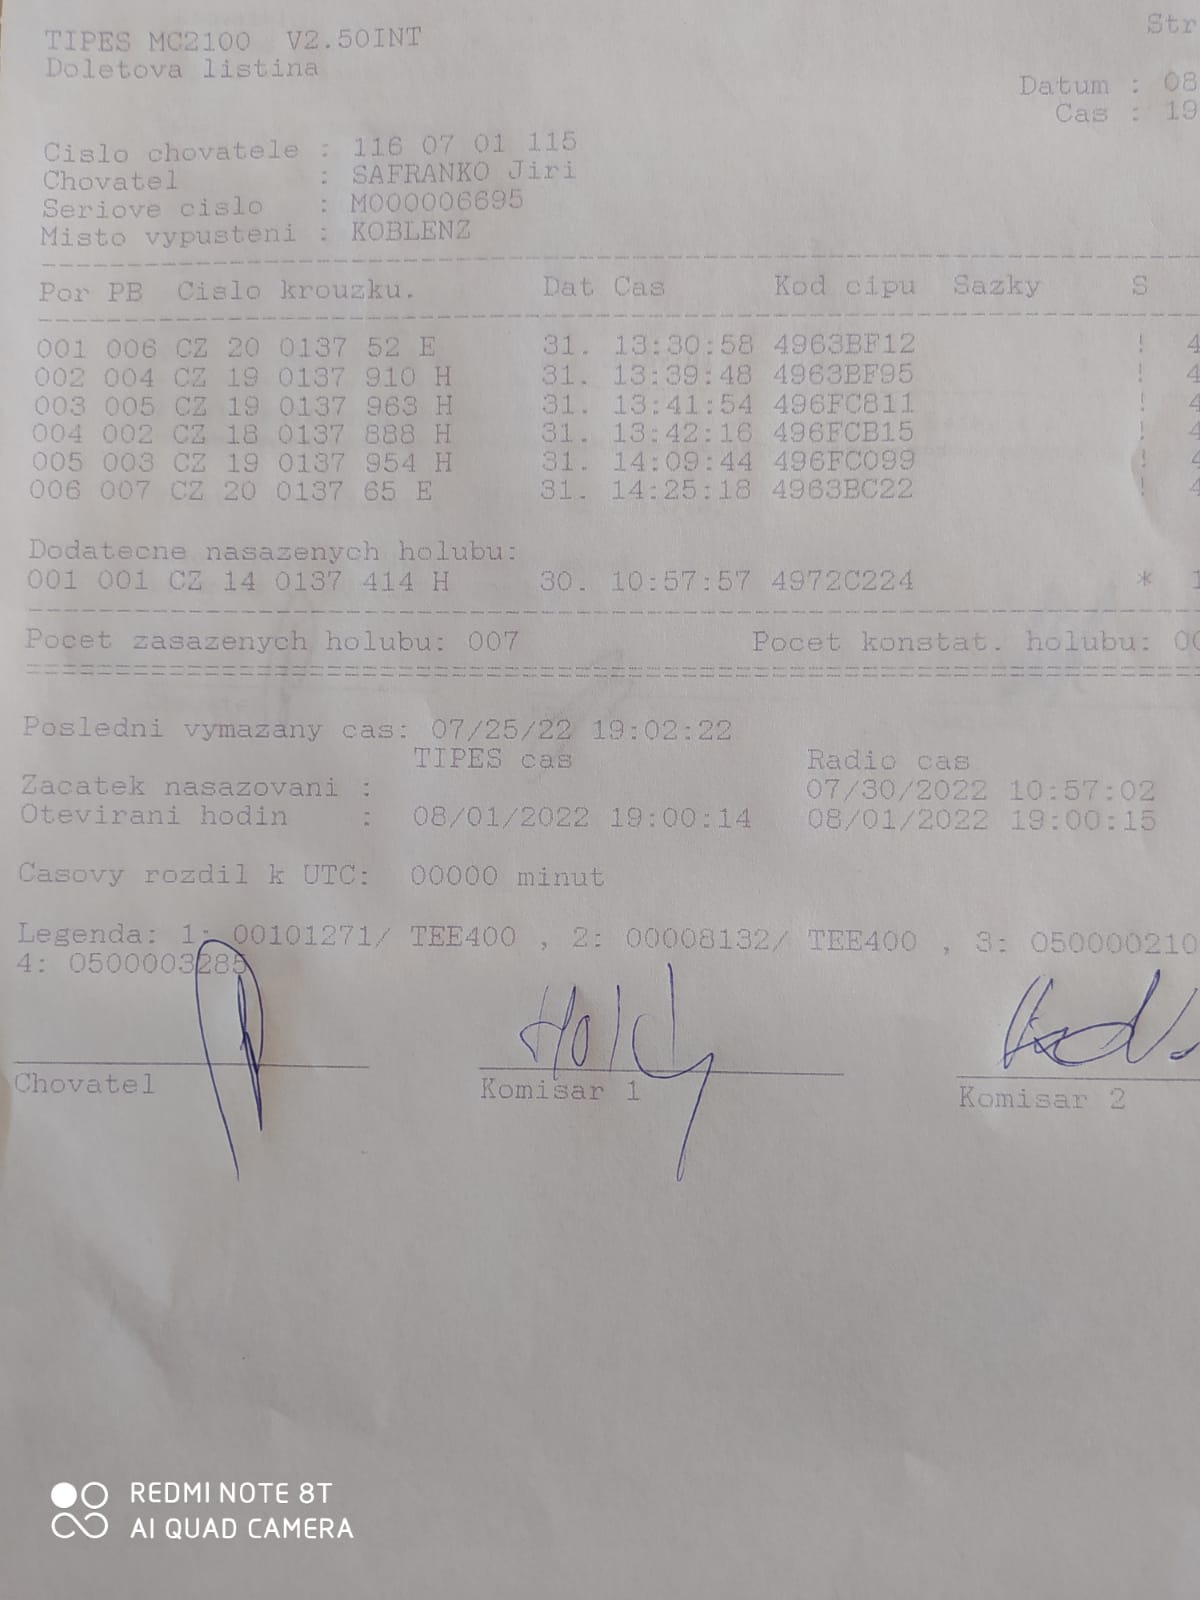 TIPES MC2100 V2.50INT Str
Doletova listina
Datum : 08
Cas : 19
Cislo chovatele : 116 07 01 115
Chovatel : SAFRANKO Jiri
Seriove cislo : M000006695
Misto vypusteni : KOBLENZ
Por PB Cislo krouzku. Dat Cas Kod cipu Sazky S
001 006 CZ 20 0137 52 E 31. 13:30:58 4963BF12 ! 4
002 004 CZ 19 0137 910 H 31. 13:39:48 4963BF95 ! 4
003 005 CZ 19 0137 963 H 31. 13:41:54 496FC811 ! 4
004 002 CZ 18 0137 888 H 31. 13:42:16 496FCB15 ! 4
005 003 CZ 19 0137 954 H 31. 14:09:44 496FC099 ! 4
006 007 CZ 20 0137 65 E 31. 14:25:18 4963BC22 ! 4
Dodatecne nasazenych holubu:
001 001 CZ 14 0137 414 H 30. 10:57:57 4972C224 * 1
Pocet zasazenych holubu: 007 Pocet konstat. holubu: 00
Posledni vymazany cas: 07/25/22 19:02:22
TIPES cas Radio cas
Zacatek nasazovani : 07/30/2022 10:57:02
Otevirani hodin : 08/01/2022 19:00:14 08/01/2022 19:00:15
Casovy rozdil k UTC: 00000 minut
Legenda: 1: 00101271/ TEE400 , 2: 00008132/ TEE400 , 3: 050000210
4: 0500003285
Chovatel Komisar 1 Komisar 2
REDMI NOTE 8T
AI QUAD CAMERA